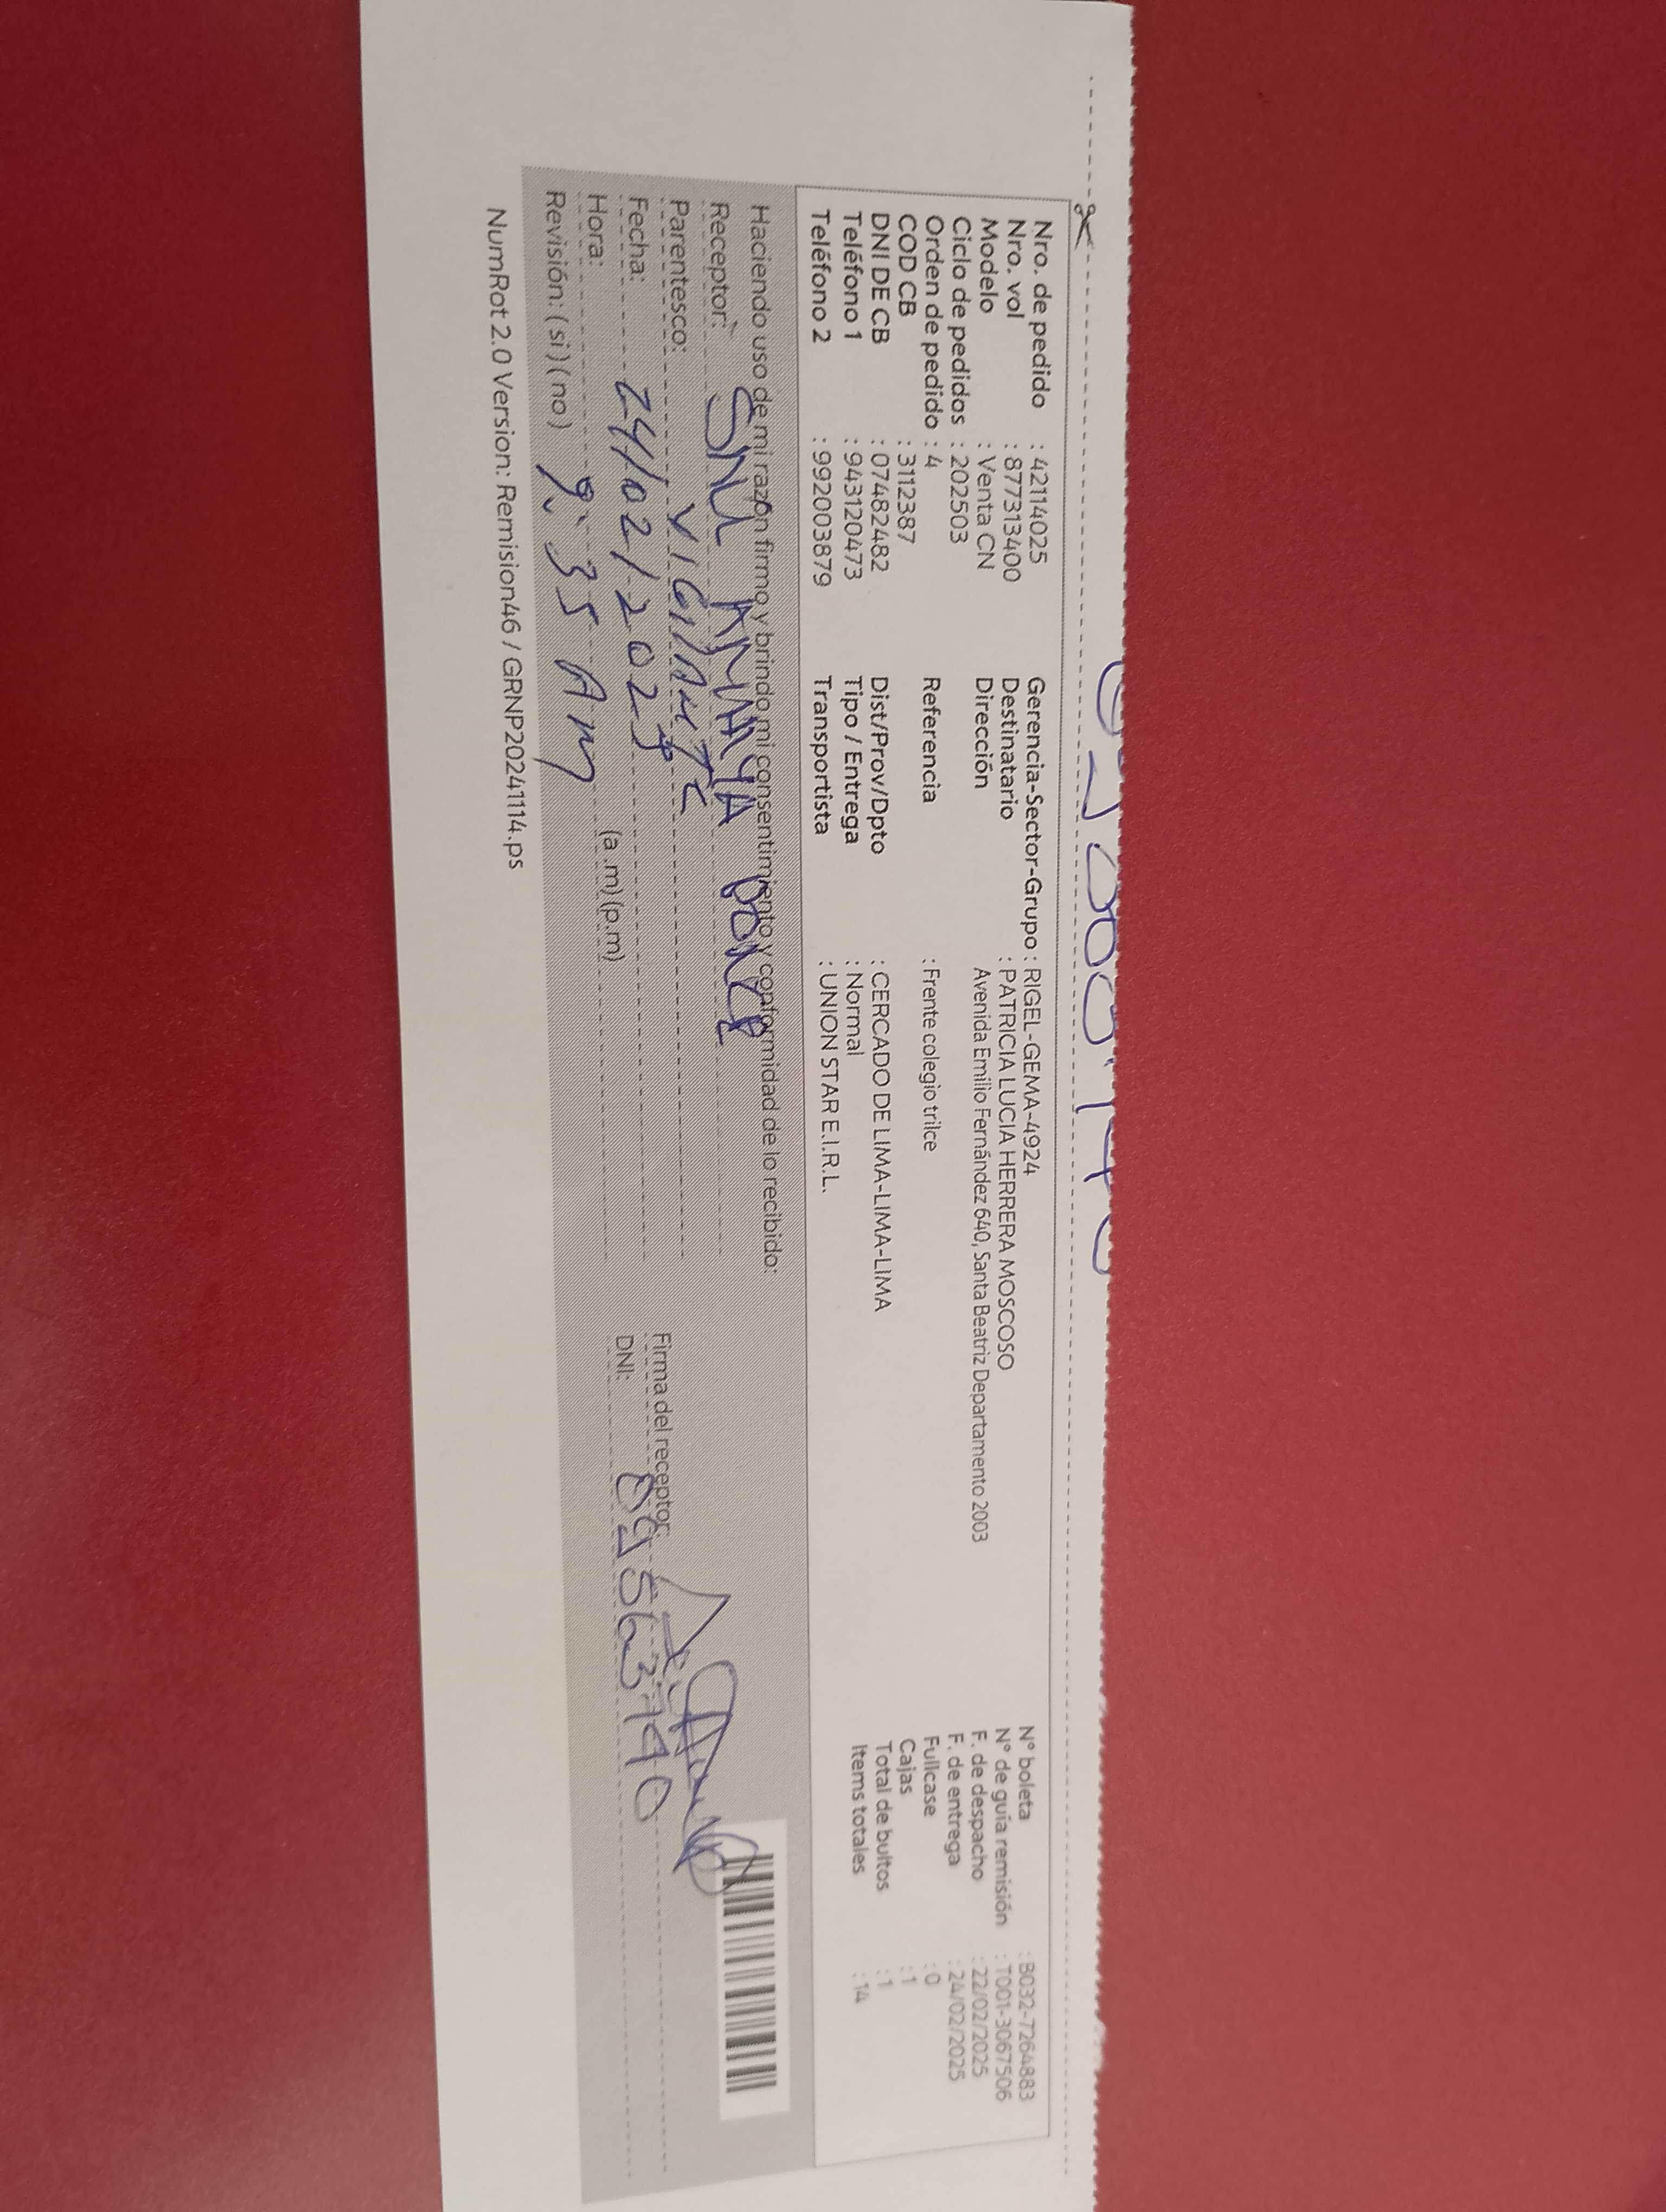 Nro. de pedido : 42114025
Nro. vol : 877313400
Modelo : Venta CN
Ciclo de pedidos : 202503
Orden de pedido : 4
COD CB : 3112387
DNI DE CB : 07482482
Teléfono 1 : 943120473
Teléfono 2 : 992003879
Gerencia-Sector-Grupo : RIGEL-GEMA-4924
Destinatario : PATRICIA LUCIA HERRERA MOSCOSO
Dirección Avenida Emilio Fernández 640, Santa Beatriz Departamento 2003
Referencia : Frente colegio trilce
Dist/Prov/Dpto : CERCADO DE LIMA-LIMA-LIMA
Tipo / Entrega : Normal
Transportista : UNION STAR E.I.R.L.
N° boleta : B032-7264883
N° de guía remisión : T001-3067506
F. de despacho : 22/02/2025
F. de entrega : 24/02/2025
Fullcase : 0
Cajas : 1
Total de bultos : 1
Items totales : 14
Haciendo uso de mi razón firmo y brindo mi consentimiento y conformidad de lo recibido:
Receptor:
Parentesco: VIGILANTE
Fecha: 24/02/2025
Hora: (a.m) (p.m)
9:35 Am
Revisión: ( si ) ( no )
Firma del receptor:
DNI:
NumRot 2.0 Version: Remision46 / GRNP20241114.ps